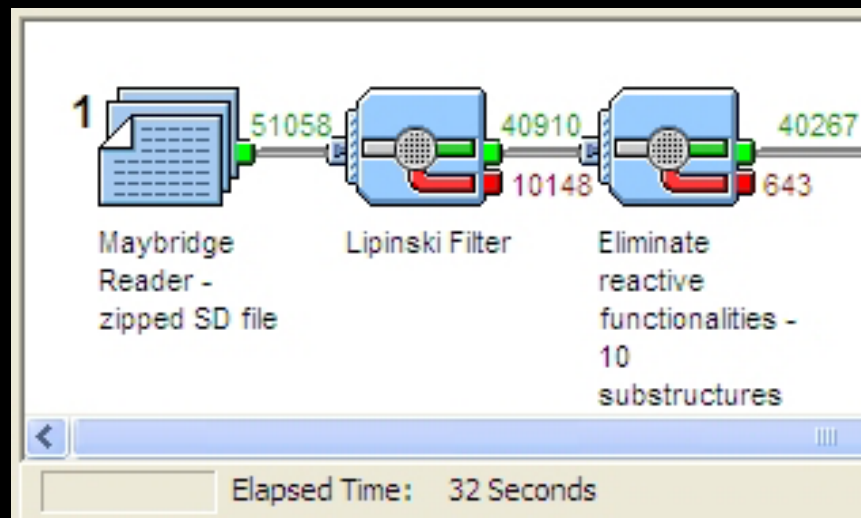 1
51058
40910
40267
10148
643
Maybridge
Reader -
zipped SD file
Lipinski Filter
Eliminate
reactive
functionalities -
10
substructures
Elapsed Time: 32 Seconds